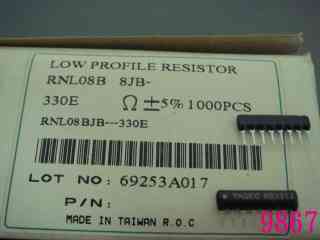 LOW PROFILE RESISTOR
RNL08B 8JB-
330E Ω ±5% 1000PCS
RNL08BJB---330E
LOT NO: 69253A017
P/N:
MADE IN TAIWAN R.O.C
9867